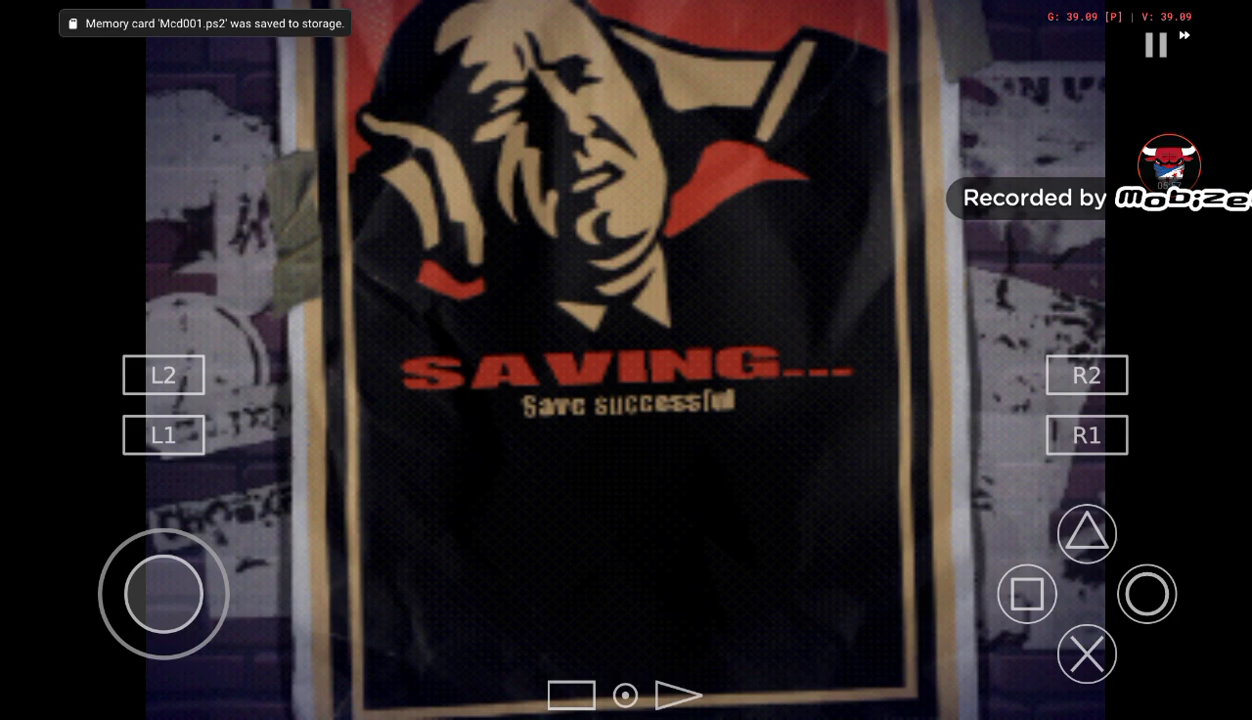 Memory card 'Mcd001.ps2' was saved to storage.
G: 39.09 [P] | V: 39.09
Recorded by Mobize
L2
R2
SAVING...
Save successful
L1
R1